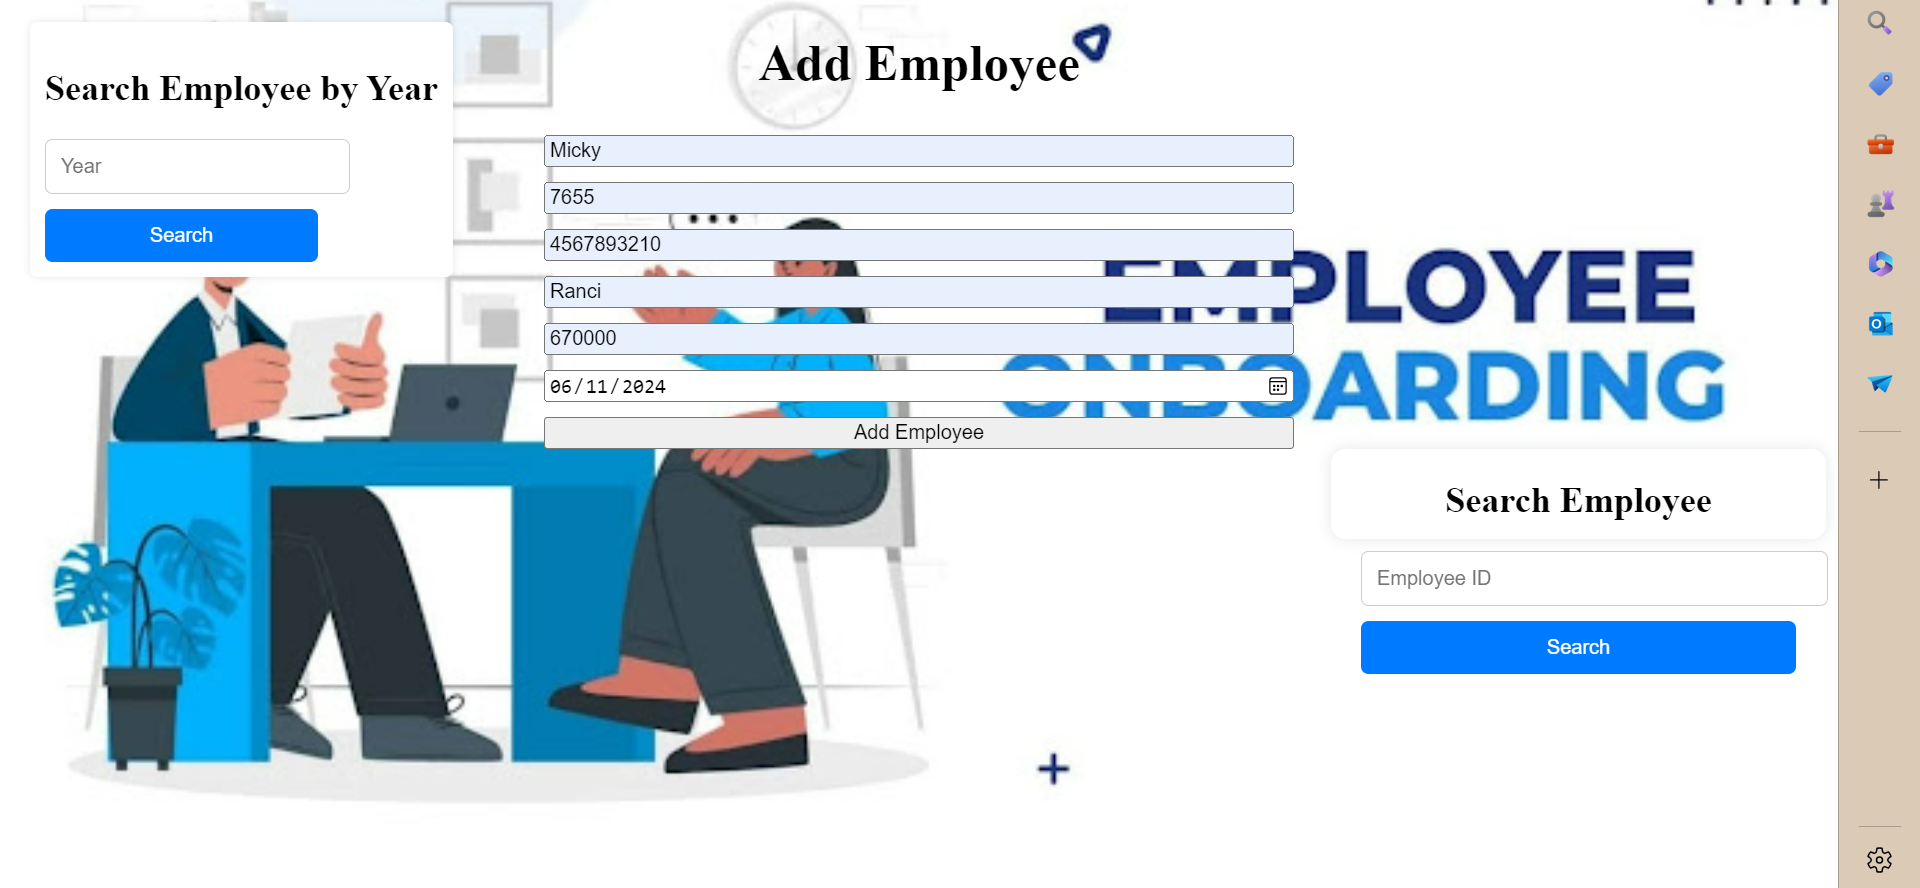 Search Employee by Year
Year
Search
Add Employee
Micky
7655
4567893210
Ranci
670000
06/11/2024
Add Employee
EMPLOYEE
ONBOARDING
Search Employee
Employee ID
Search